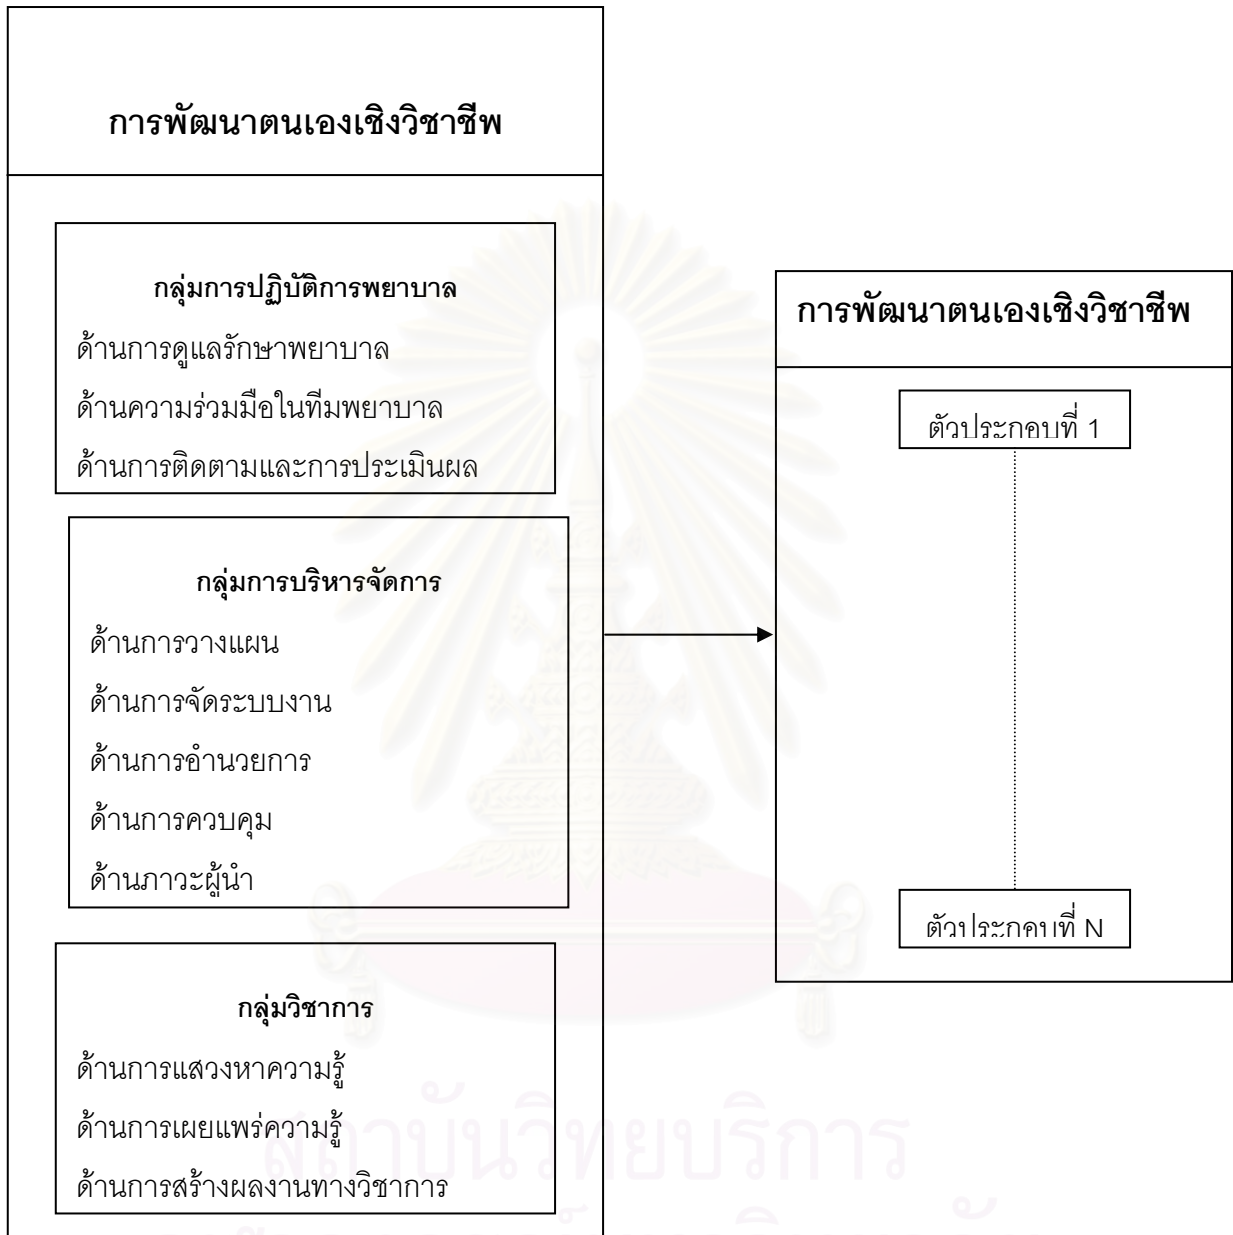 การพัฒนาตนเองเชิงวิชาชีพ
กลุ่มการปฏิบัติการพยาบาล
ด้านการดูแลรักษาพยาบาล
ด้านความร่วมมือในทีมพยาบาล
ด้านการติดตามและการประเมินผล
กลุ่มการบริหารจัดการ
ด้านการวางแผน
ด้านการจัดระบบงาน
ด้านการอำนวยการ
ด้านการควบคุม
ด้านภาวะผู้นำ
กลุ่มวิชาการ
ด้านการแสวงหาความรู้
ด้านการเผยแพร่ความรู้
ด้านการสร้างผลงานทางวิชาการ
การพัฒนาตนเองเชิงวิชาชีพ
ตัวประกอบที่ 1
ตัวประกอบที่ N
สถาบันวิทยบริการ